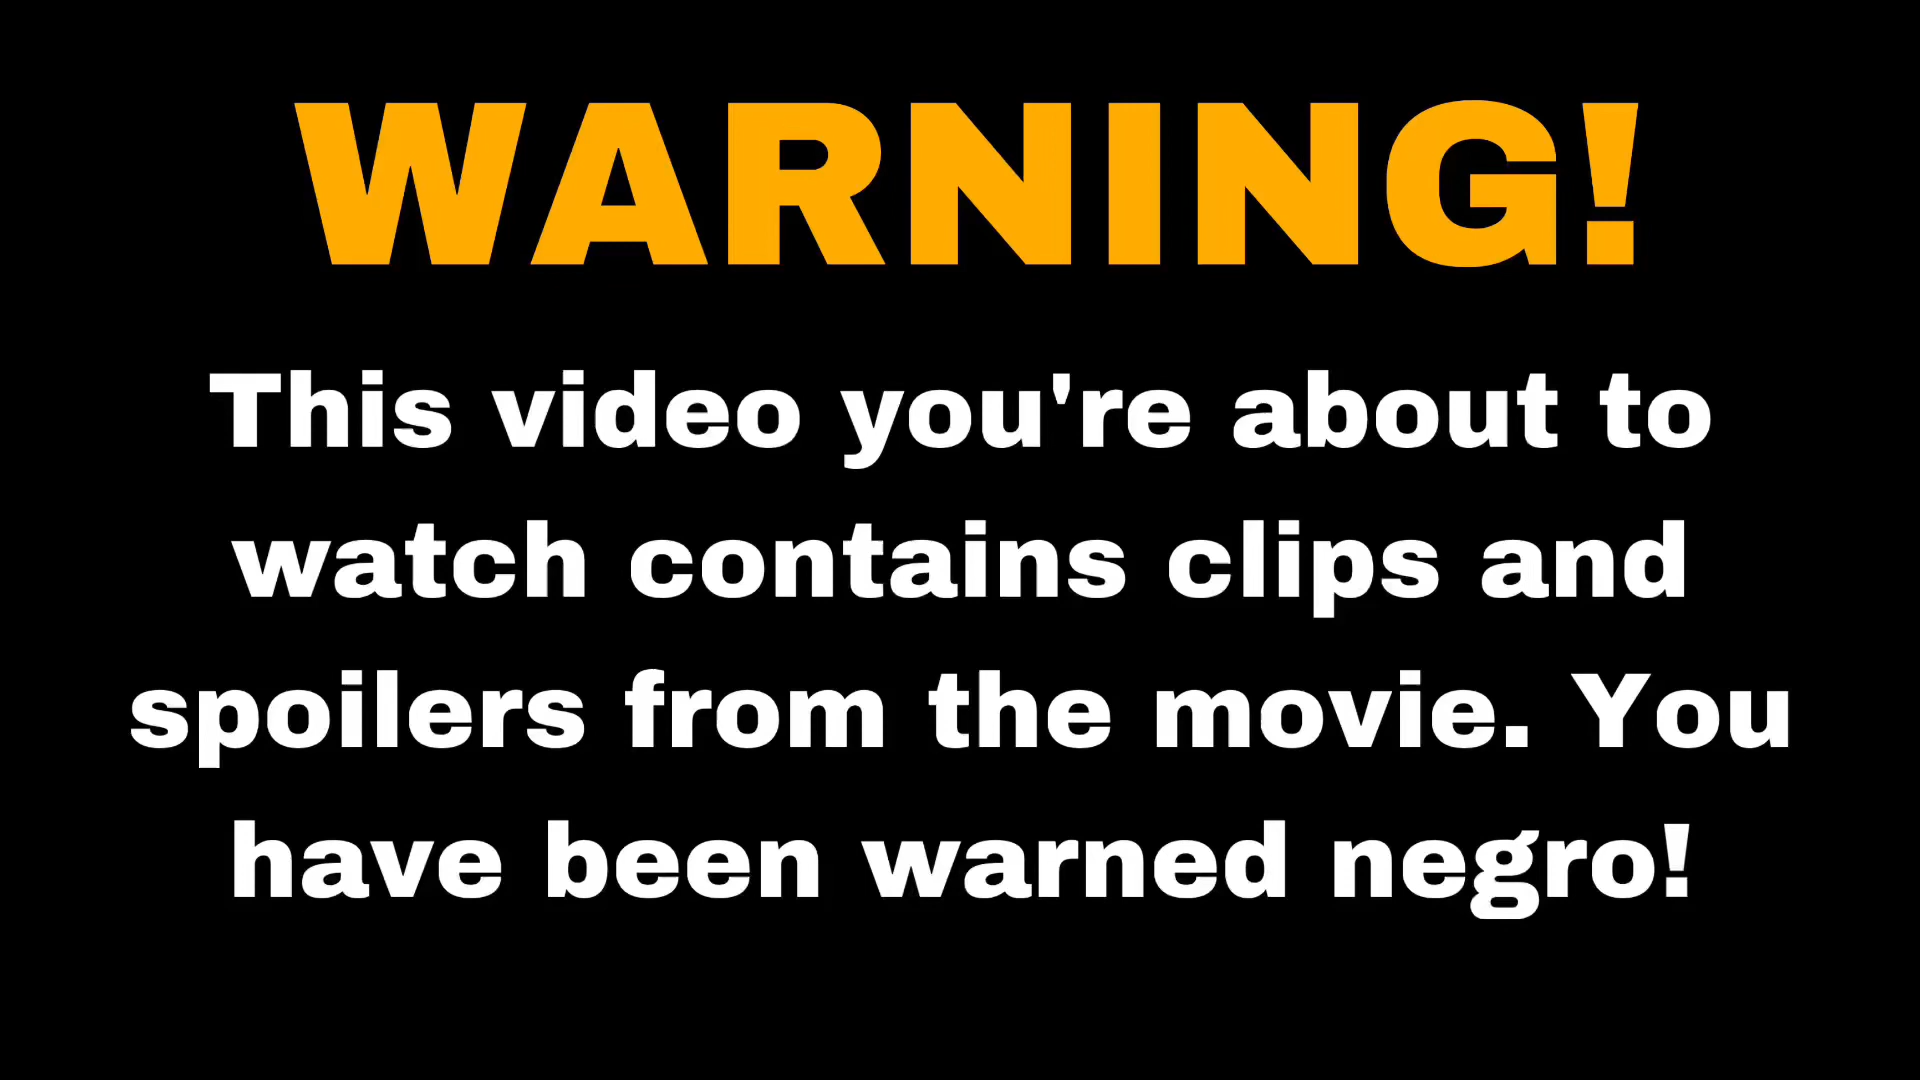 WARNING!
This video you're about to
watch contains clips and
spoilers from the movie. You
have been warned negro!